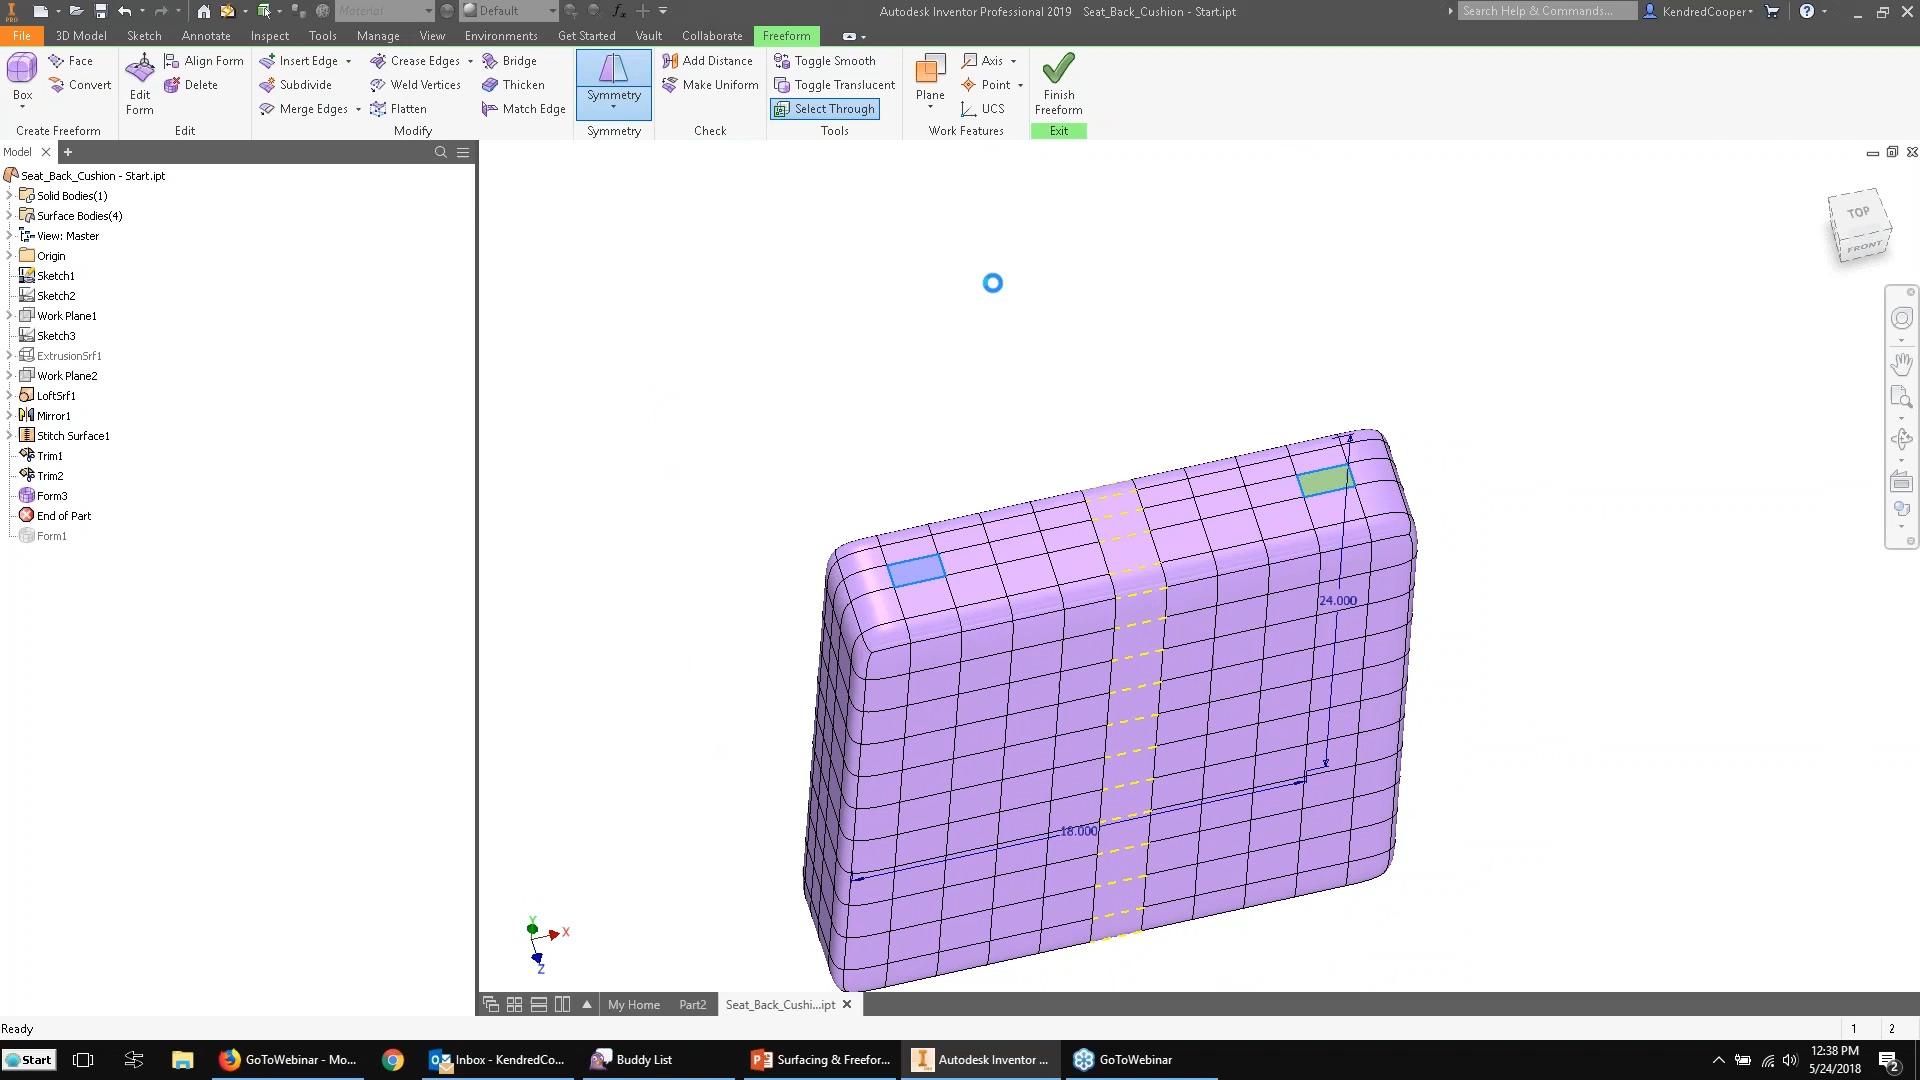 PRO
Material
Default
Autodesk Inventor Professional 2019 Seat_Back_Cushion - Start.ipt
Search Help & Commands...
KendredCooper
File
3D Model
Sketch
Annotate
Inspect
Tools
Manage
View
Environments
Get Started
Vault
Collaborate
Freeform
Box
Face
Convert
Create Freeform
Edit
Form
Align Form
Delete
Edit
Insert Edge
Subdivide
Merge Edges
Crease Edges
Weld Vertices
Flatten
Bridge
Thicken
Match Edge
Modify
Symmetry
Symmetry
Add Distance
Make Uniform
Check
Toggle Smooth
Toggle Translucent
Select Through
Tools
Plane
Axis
Point
UCS
Work Features
Finish
Freeform
Exit
Model
Seat_Back_Cushion - Start.ipt
Solid Bodies(1)
Surface Bodies(4)
View: Master
Origin
Sketch1
Sketch2
Work Plane1
Sketch3
ExtrusionSrf1
Work Plane2
LoftSrf1
Mirror1
Stitch Surface1
Trim1
Trim2
Form3
End of Part
Form1
TOP
FRONT
24.000
18.000
Y
X
Z
My Home
Part2
Seat_Back_Cushi...ipt
Ready
1 2
Start
GoToWebinar - Mo...
Inbox - KendredCo...
Buddy List
Surfacing & Freefor...
Autodesk Inventor ...
GoToWebinar
12:38 PM
5/24/2018
2